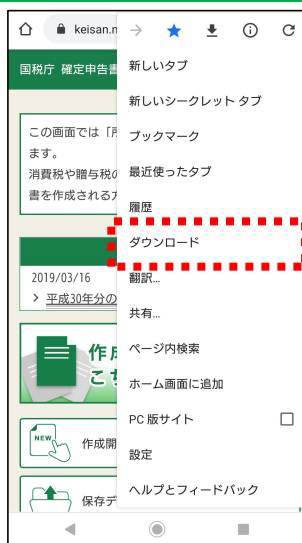 keisan.n
国税庁 確定申告書
この画面では「
ます。
消費税や贈与税の
書を作成される
2019/03/16
> 平成30年分の
作
こち
NEW
作成開
保存デ
新しいタブ
新しいシークレット タブ
ブックマーク
最近使ったタブ
履歴
ダウンロード
翻訳...
共有...
ページ内検索
ホーム画面に追加
PC 版サイト
設定
ヘルプとフィードバック